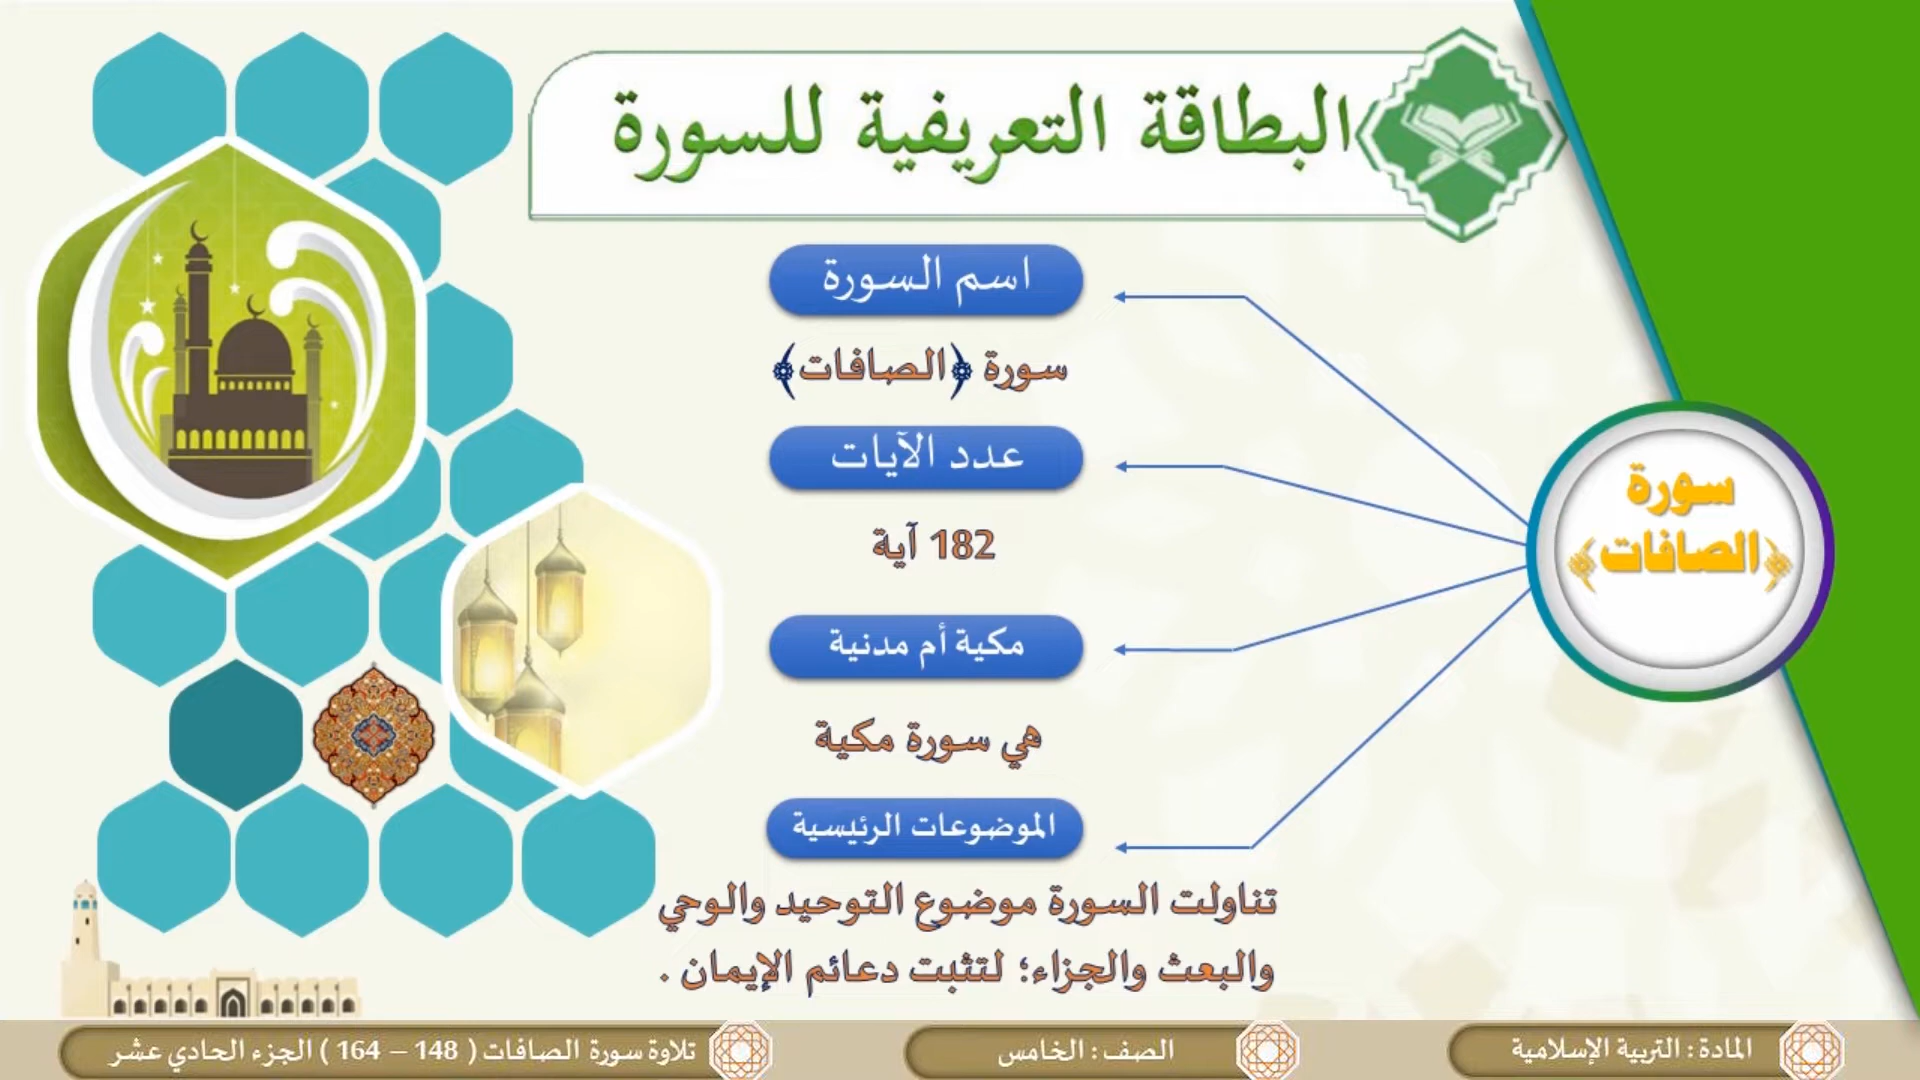 البطاقة التعريفية للسورة
اسم السورة
سورة ﴿الصافات﴾
عدد الآيات
182 آية
مكية أم مدنية
هي سورة مكية
الموضوعات الرئيسية
تناولت السورة موضوع التوحيد والوحي
والبعث والجزاء؛ لتثبت دعائم الإيمان .
سورة
﴿الصافات﴾
المادة : التربية الإسلامية
الصف : الخامس
تلاوة سورة الصافات ( 148 – 164 ) الجزء الحادي عشر